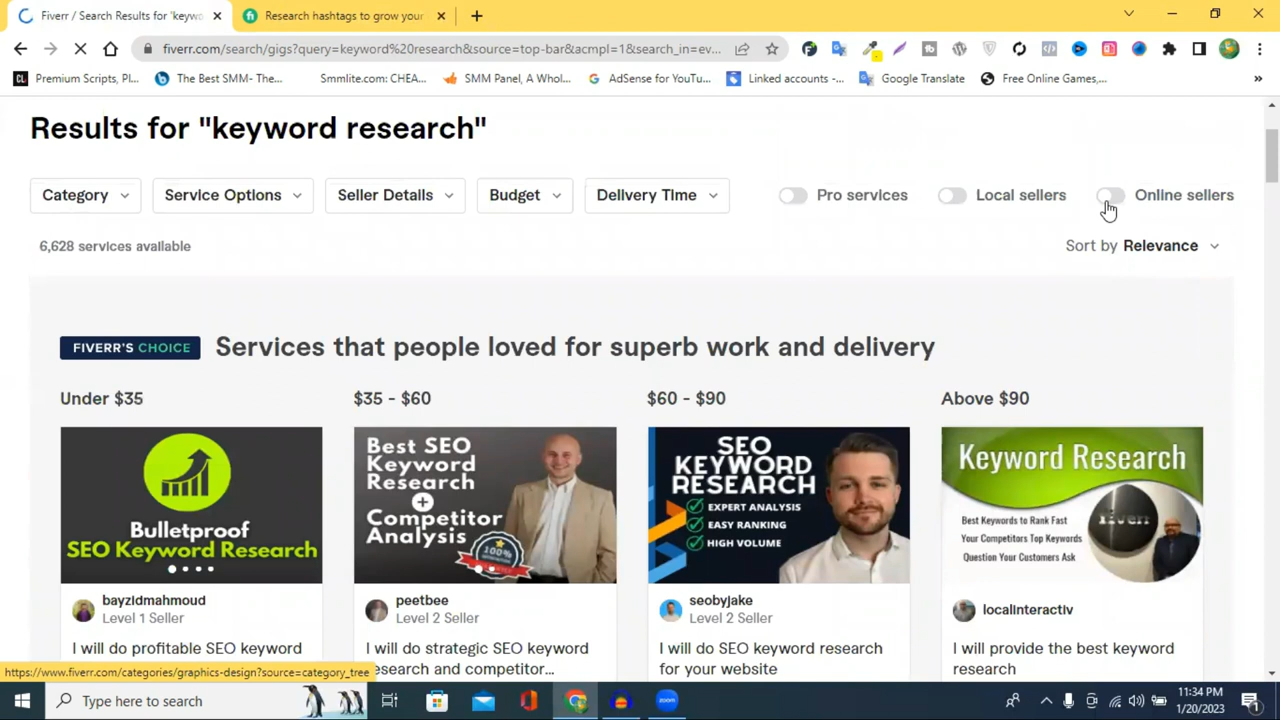 Fiverr / Search Results for 'keywo
Research hashtags to grow your
fiverr.com/search/gigs?query=keyword%20research&source=top-bar&acmpl=1&search_in=ev...
Premium Scripts, Pl...
The Best SMM- The...
Smmlite.com: CHEA...
SMM Panel, A Whol...
AdSense for YouTu...
Linked accounts -...
Google Translate
Free Online Games,...
Results for "keyword research"
Category
Service Options
Seller Details
Budget
Delivery Time
Pro services
Local sellers
Online sellers
6,628 services available
Sort by Relevance
FIVERR'S CHOICE
Services that people loved for superb work and delivery
Under $35
$35 - $60
$60 - $90
Above $90
Bulletproof
SEO Keyword Research
Best SEO
Keyword
Research
+
Competitor
Analysis
100%
SEO
KEYWORD
RESEARCH
EXPERT ANALYSIS
EASY RANKING
HIGH VOLUME
Keyword Research
Best Keywords to Rank Fast
Your Competitors Top Keywords
Question Your Customers Ask
fiverr
bayzidmahmoud
Level 1 Seller
I will do profitable SEO keyword
peetbee
Level 2 Seller
I will do strategic SEO keyword
research and competitor...
seobyjake
Level 2 Seller
I will do SEO keyword research
for your website
localinteractiv
I will provide the best keyword
research
https://www.fiverr.com/categories/graphics-design?source=category_tree
Type here to search
zoom
11:34 PM
1/20/2023
1